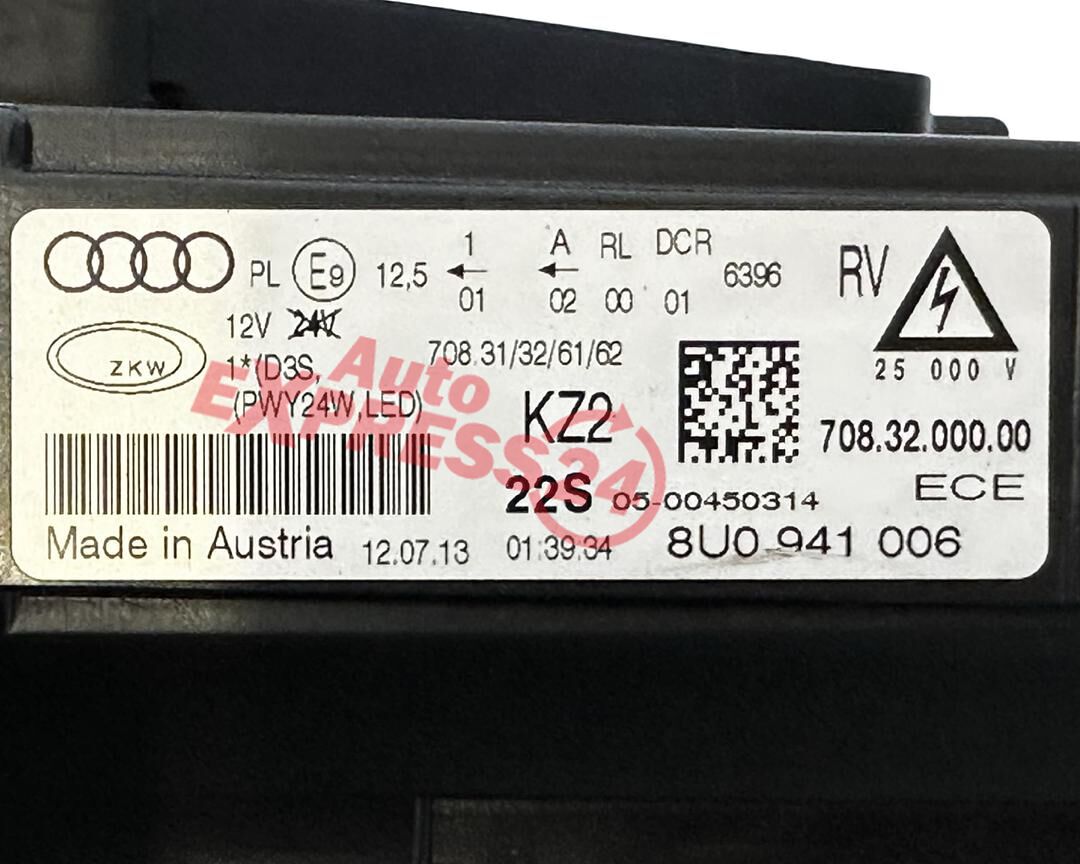 PL E9 12,5 ← 1 01 ← A 02 RL 00 DCR 01 6396 RV
12V 24V
25 000 V
ZKW
1*(D3S,
708.31/32/61/62
(PWY24W,LED)
KZ2
708.32.000.00
22S 05-00450314
ECE
Made in Austria 12.07.13 01:39.34 8U0 941 006
Auto
EXPRESS24